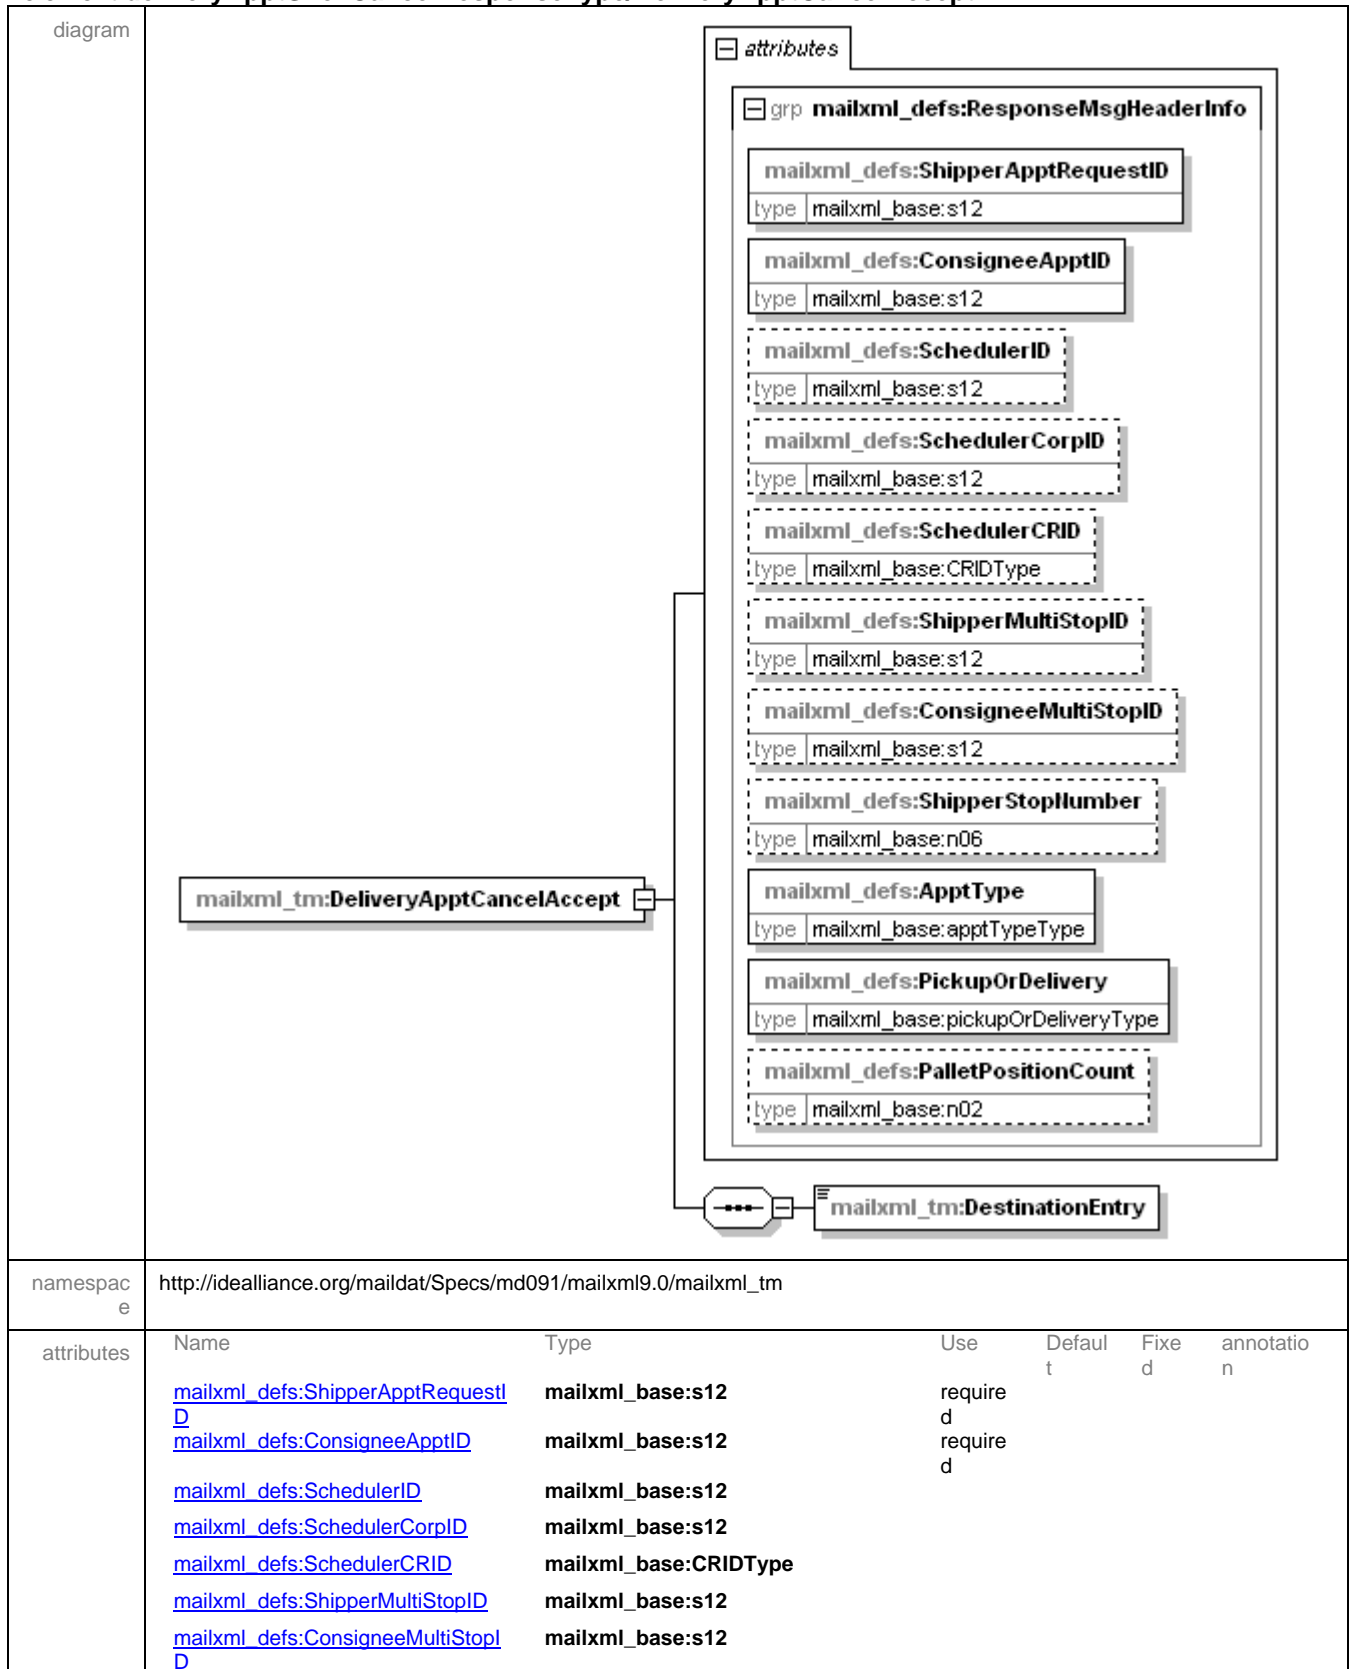 diagram
attributes
grp mailxml_defs:ResponseMsgHeaderInfo
mailxml_defs:ShipperApptRequestID
type mailxml_base:s12
mailxml_defs:ConsigneeApptID
type mailxml_base:s12
mailxml_defs:SchedulerID
type mailxml_base:s12
mailxml_defs:SchedulerCorpID
type mailxml_base:s12
mailxml_defs:SchedulerCRID
type mailxml_base:CRIDType
mailxml_defs:ShipperMultiStopID
type mailxml_base:s12
mailxml_defs:ConsigneeMultiStopID
type mailxml_base:s12
mailxml_defs:ShipperStopNumber
type mailxml_base:n06
mailxml_tm:DeliveryApptCancelAccept
mailxml_defs:ApptType
type mailxml_base:apptTypeType
mailxml_defs:PickupOrDelivery
type mailxml_base:pickupOrDeliveryType
mailxml_defs:PalletPositionCount
type mailxml_base:n02
mailxml_tm:DestinationEntry
namespac
e
http://idealliance.org/maildat/Specs/md091/mailxml9.0/mailxml_tm
attributes
Name Type Use Defaul Fixe annotatio
t d n
mailxml_defs:ShipperApptRequestI mailxml_base:s12 require
D d
mailxml_defs:ConsigneeApptID mailxml_base:s12 require
d
mailxml_defs:SchedulerID mailxml_base:s12
mailxml_defs:SchedulerCorpID mailxml_base:s12
mailxml_defs:SchedulerCRID mailxml_base:CRIDType
mailxml_defs:ShipperMultiStopID mailxml_base:s12
mailxml_defs:ConsigneeMultiStopI mailxml_base:s12
D